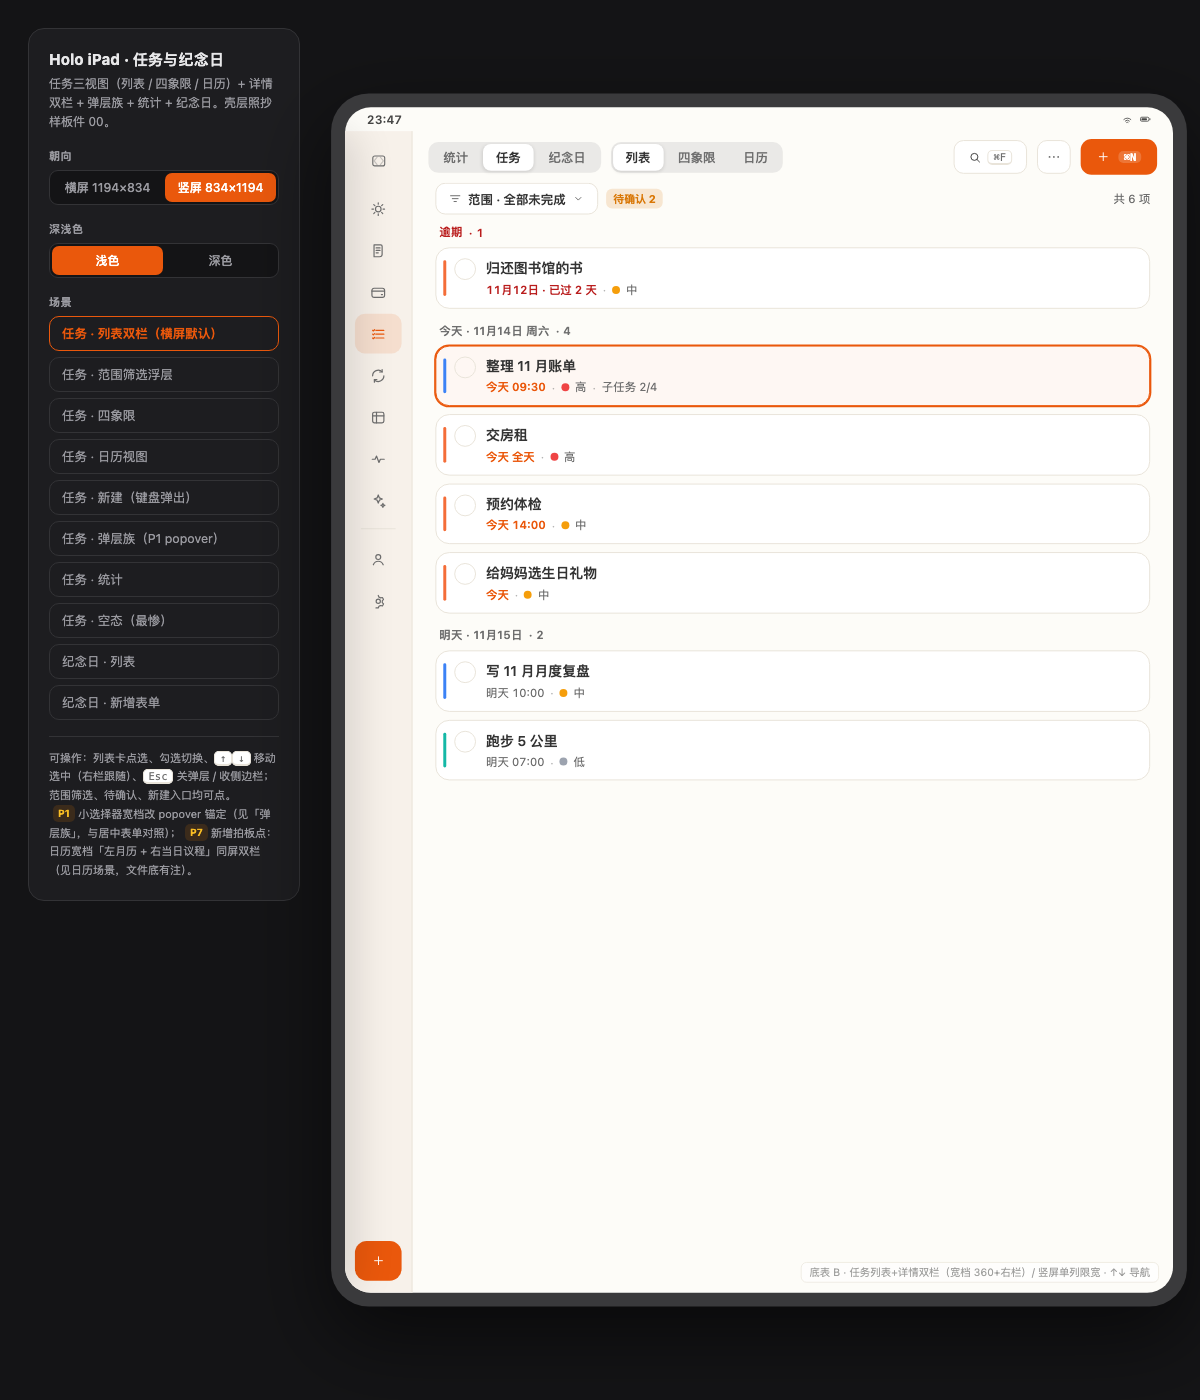 Holo iPad · 任务与纪念日
任务三视图（列表 / 四象限 / 日历）+ 详情
双栏 + 弹层族 + 统计 + 纪念日。壳层照抄
样板件 00。
朝向
横屏 1194×834
竖屏 834×1194
深浅色
浅色
深色
场景
任务 · 列表双栏（横屏默认）
任务 · 范围筛选浮层
任务 · 四象限
任务 · 日历视图
任务 · 新建（键盘弹出）
任务 · 弹层族（P1 popover）
任务 · 统计
任务 · 空态（最惨）
纪念日 · 列表
纪念日 · 新增表单
可操作：列表卡点选、勾选切换、↑ ↓ 移动
选中（右栏跟随）、Esc 关弹层 / 收侧边栏；
范围筛选、待确认、新建入口均可点。
P1 小选择器宽档改 popover 锚定（见「弹
层族」，与居中表单对照）； P7 新增拍板点：
日历宽档「左月历 + 右当日议程」同屏双栏
（见日历场景，文件底有注）。
23:47
统计 任务 纪念日 列表 四象限 日历 ⌘F ··· + ⌘N
范围 · 全部未完成 待确认 2 共 6 项
逾期 · 1
归还图书馆的书
11月12日 · 已过 2 天 · 中
今天 · 11月14日 周六 · 4
整理 11 月账单
今天 09:30 · 高 · 子任务 2/4
交房租
今天 全天 · 高
预约体检
今天 14:00 · 中
给妈妈选生日礼物
今天 · 中
明天 · 11月15日 · 2
写 11 月月度复盘
明天 10:00 · 中
跑步 5 公里
明天 07:00 · 低
+
底表 B · 任务列表+详情双栏（宽档 360+右栏）/ 竖屏单列限宽 · ↑↓ 导航